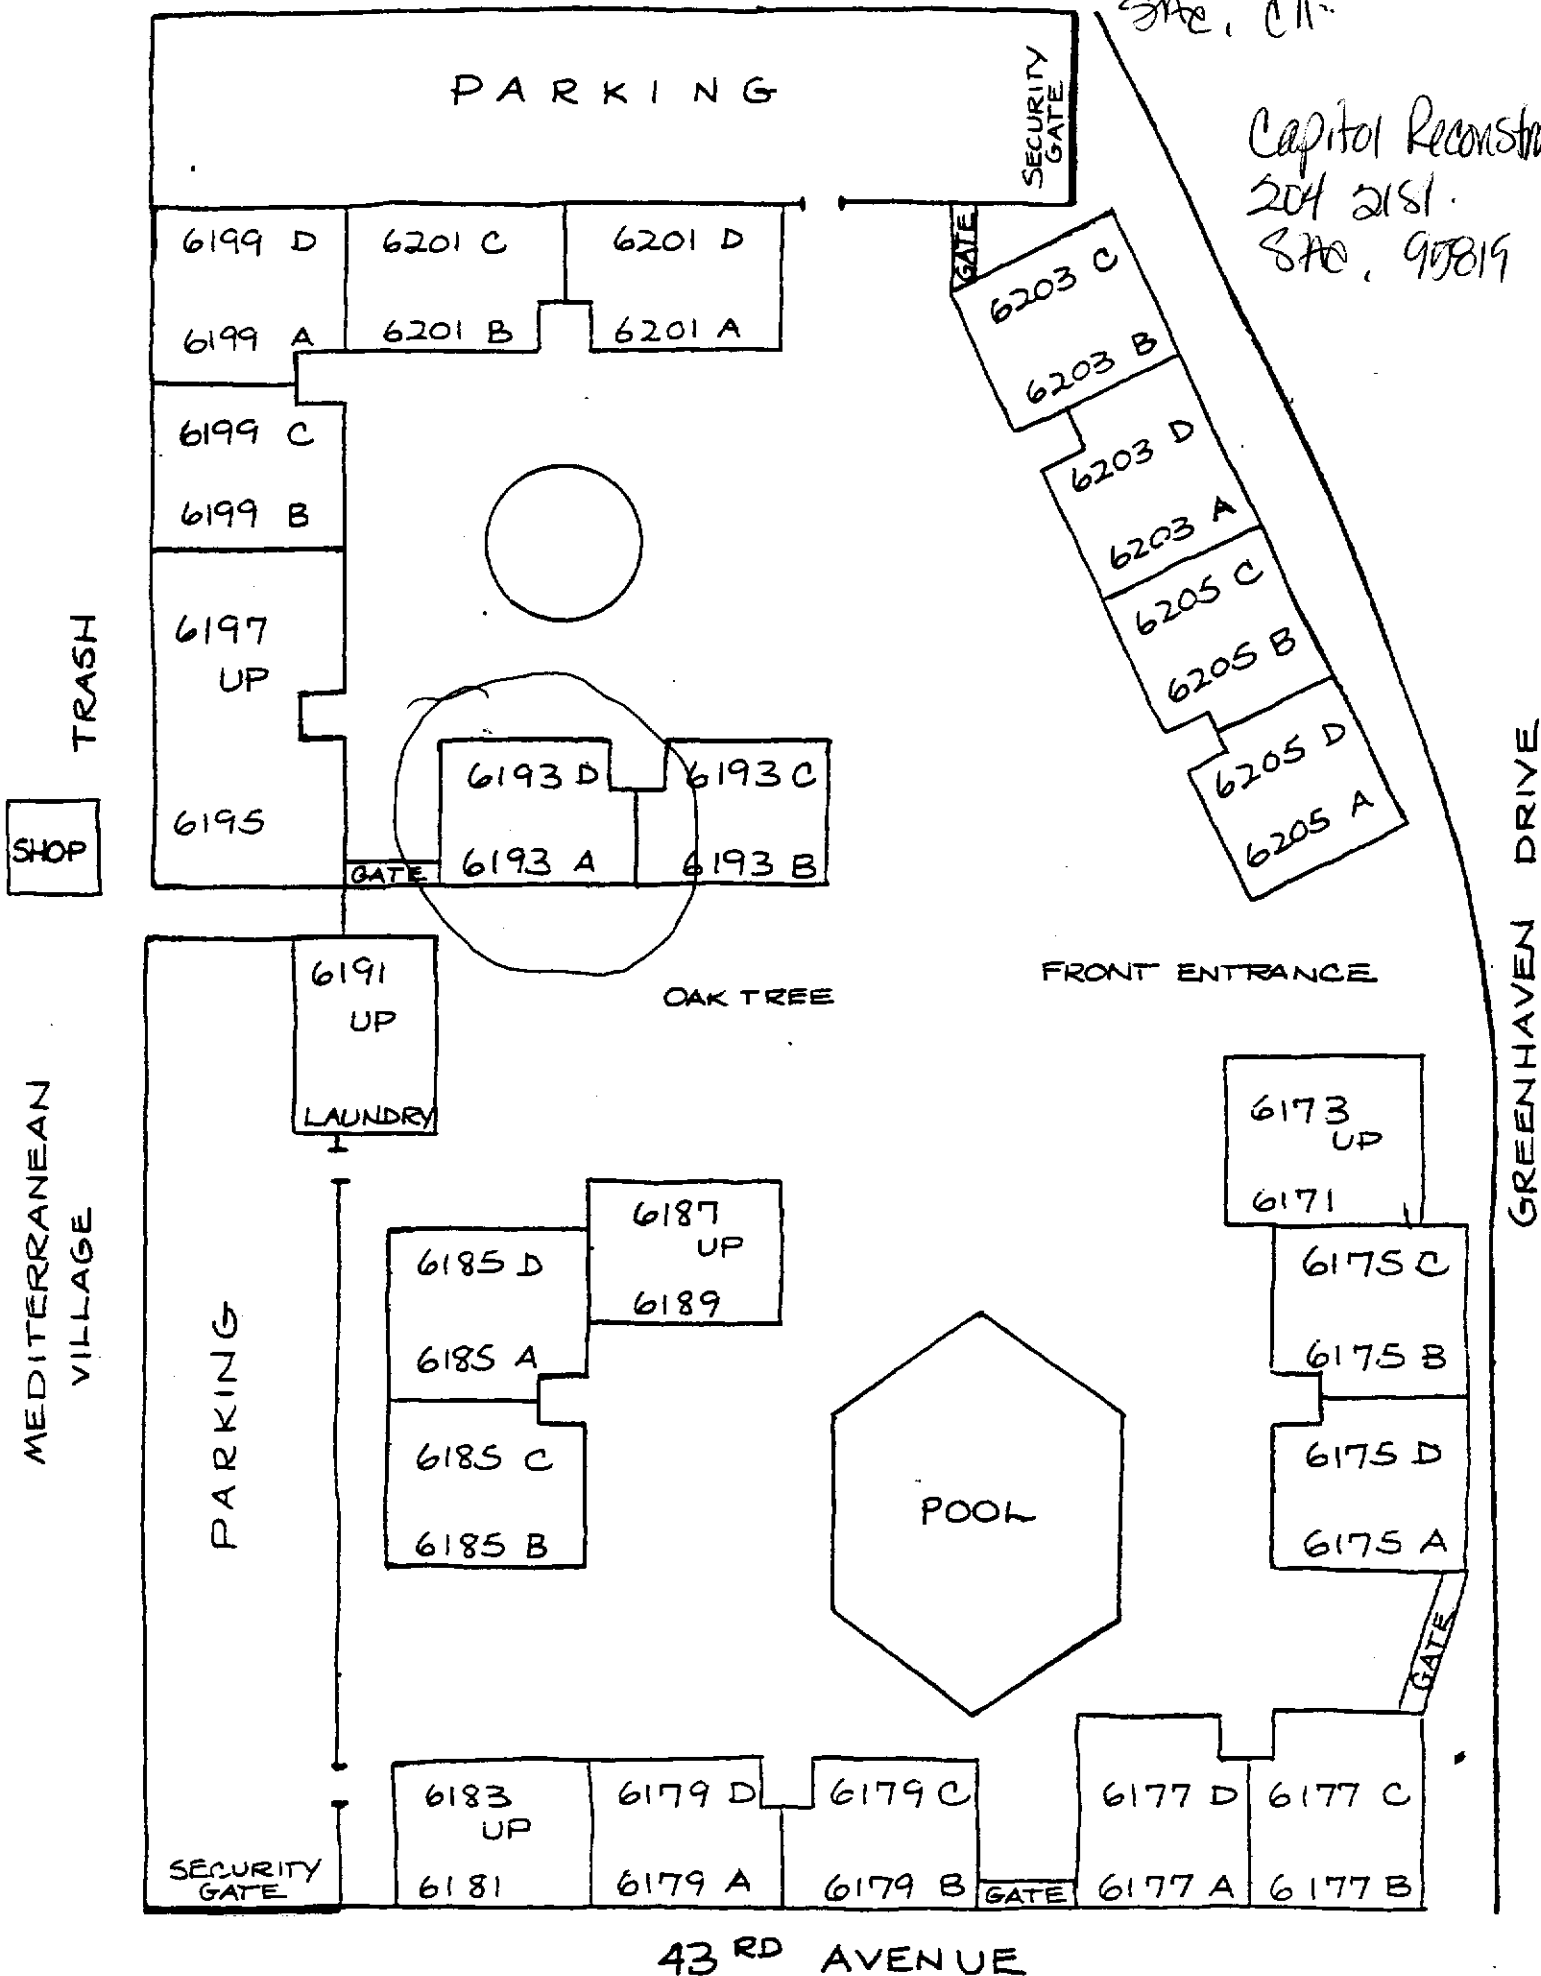 PARKING
SECURITY
GATE
Capitol
204 2181.
SAC. 95819
6199 D
6201 C
6201 D
GATE
6203 C
6199 A
6201 B
6201 A
6203 B
6199 C
6203 D
6199 B
6203 A
6205 C
6197
UP
6205 B
TRASH
6193 D
6193 C
6205 D
6195
6205 A
SHOP
GATE
6193 A
6193 B
6191
UP
LAUNDRY
OAK TREE
FRONT ENTRANCE
GREENHAVEN DRIVE
6173
UP
6171
MEDITERRANEAN
VILLAGE
PARKING
6187
UP
6189
6185 D
6185 A
6185 C
6185 B
6175 C
6175 B
6175 D
6175 A
POOL
GATE
6183
UP
6181
6179 D
6179 C
6179 A
6179 B
GATE
6177 D
6177 C
6177 A
6177 B
SECURITY
GATE
43RD AVENUE